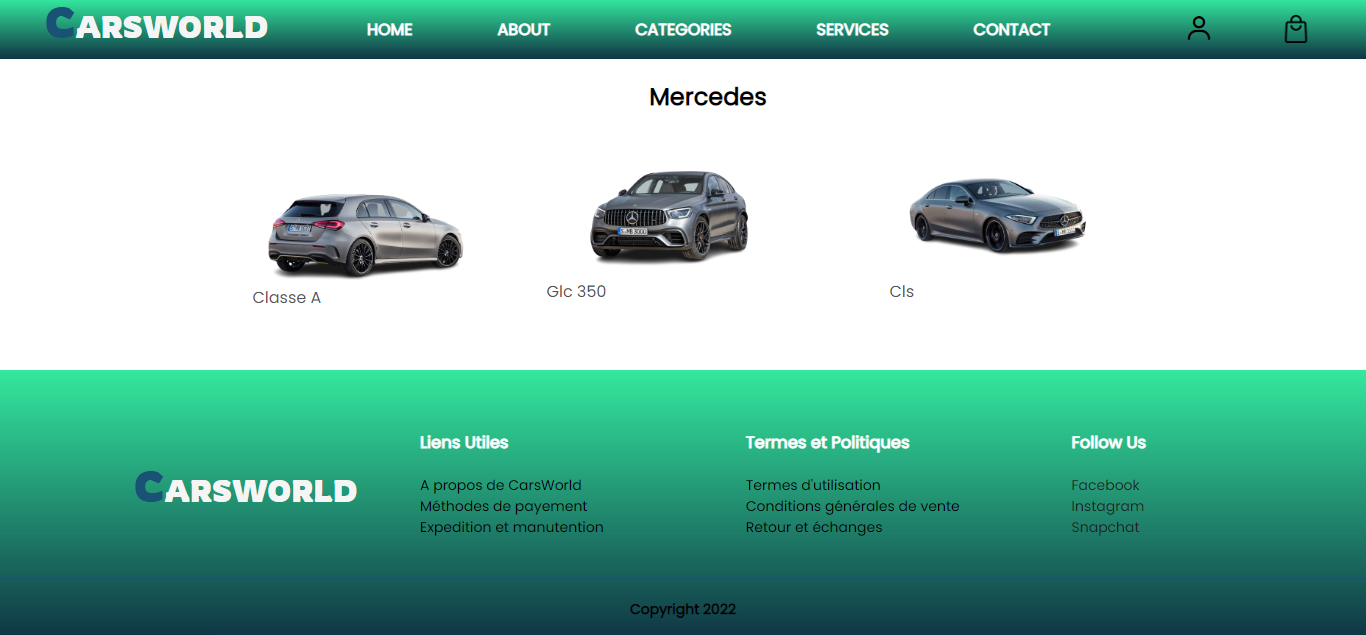 CARSWORLD HOME ABOUT CATEGORIES SERVICES CONTACT
Mercedes
Classe A
Glc 350
Cls
CARSWORLD
Liens Utiles
A propos de CarsWorld
Méthodes de payement
Expedition et manutention
Termes et Politiques
Termes d'utilisation
Conditions générales de vente
Retour et échanges
Follow Us
Facebook
Instagram
Snapchat
Copyright 2022